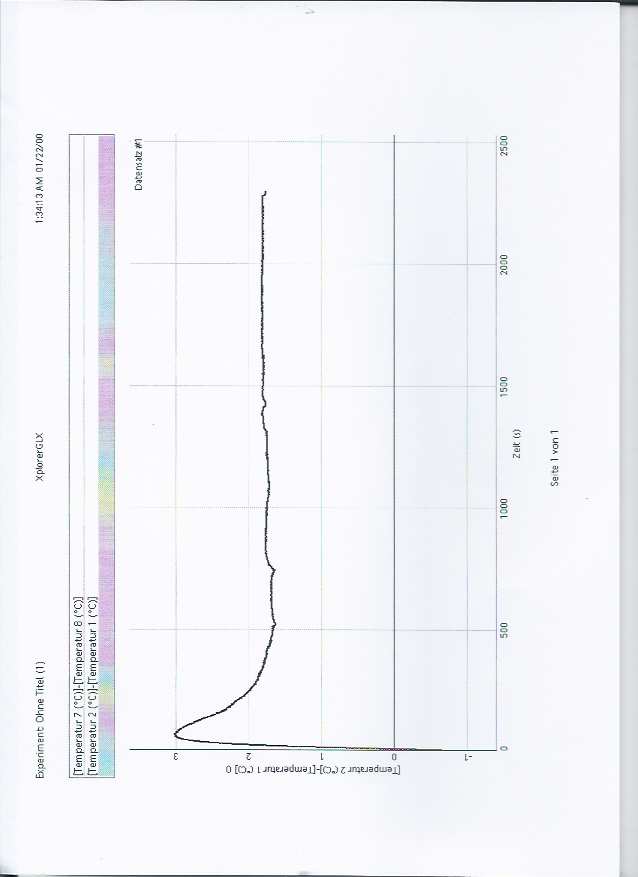 Experiment: Ohne Titel (1) XplorerGLX 1:34:13 AM 01/22/00
[Temperatur 7 (°C)]-[Temperatur 8 (°C)]
[Temperatur 2 (°C)]-[Temperatur 1 (°C)]
Datensatz #1
[Temperatur 2 (°C)]-[Temperatur 1 (°C)] 0
3
2
1
0
-1
0 500 1000 1500 2000 2500
Zeit (s)
Seite 1 von 1